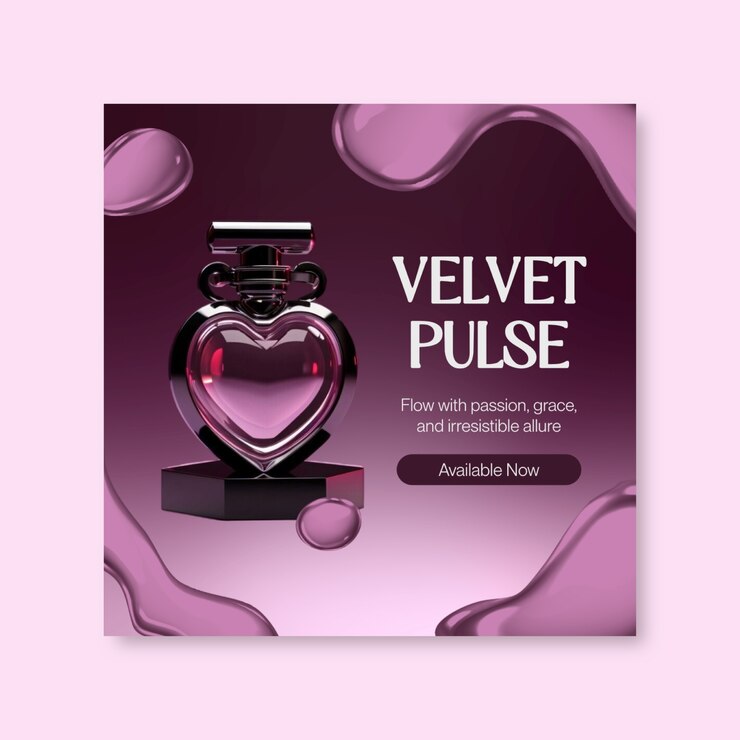 VELVET
PULSE
Flow with passion, grace,
and irresistible allure
Available Now